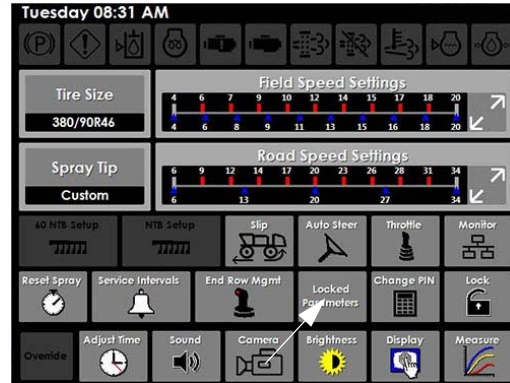 Tuesday 08:31 AM
Tire Size
380/90R46
Field Speed Settings
4 6 7 9 10 12 14 15 17 18 20
4 6 8 9 11 13 15 16 18 20
Spray Tip
Custom
Road Speed Settings
6 9 12 14 17 20 23 26 28 31 34
6 13 20 27 34
60 NTB Setup
NTB Setup
Slip
Auto Steer
Throttle
Monitor
Reset Spray
Service Intervals
End Row Mgmt
Locked
Parameters
Change PIN
Lock
Override
Adjust Time
Sound
Camera
Brightness
Display
Measure